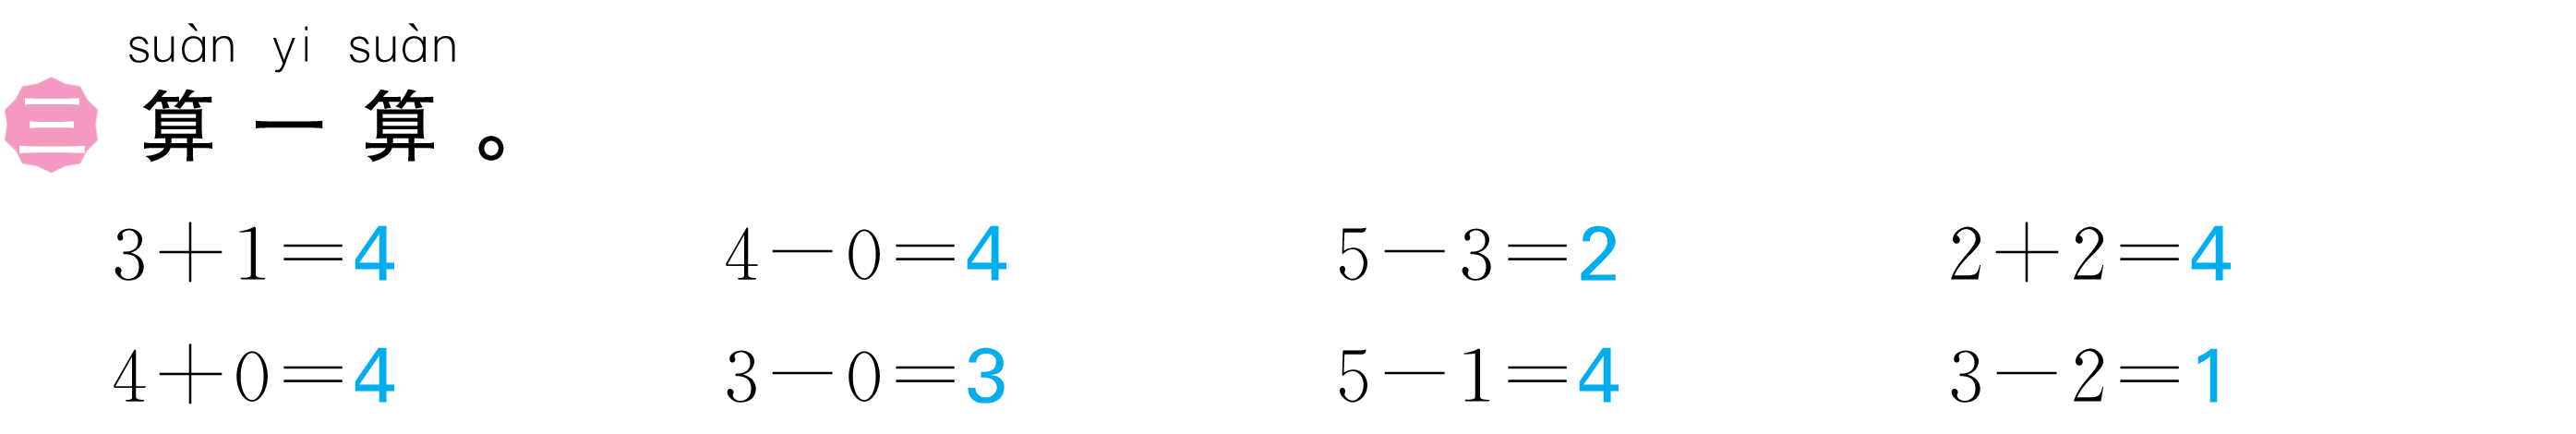 suàn yi suàn
三 算一算。
3+1=4 4-0=4 5-3=2 2+2=4
4+0=4 3-0=3 5-1=4 3-2=1